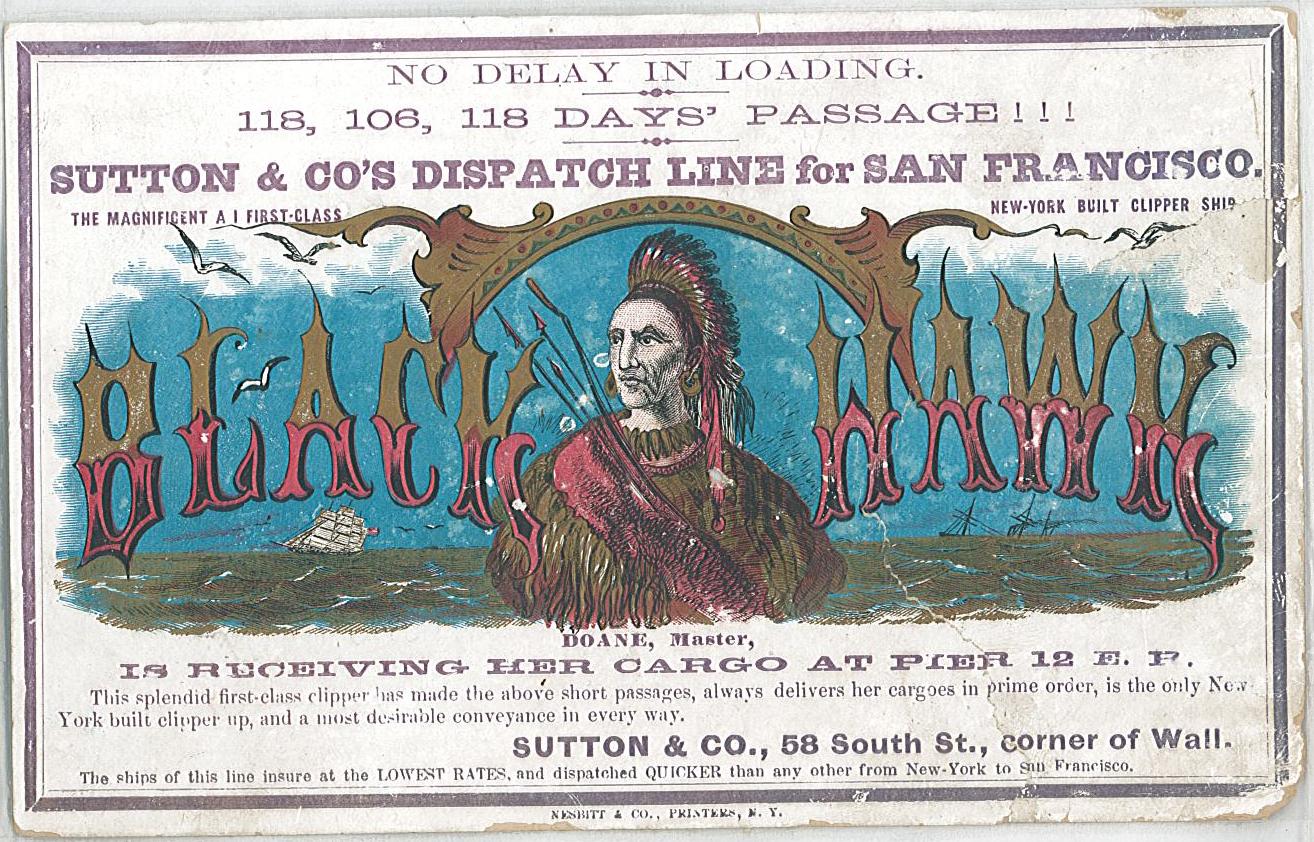 NO DELAY IN LOADING.
118, 106, 118 DAYS' PASSAGE!!!
SUTTON & CO'S DISPATCH LINE for SAN FRANCISCO.
THE MAGNIFICENT A 1 FIRST-CLASS
NEW-YORK BUILT CLIPPER SHIP
BLACK HAWK
DOANE, Master,
IS RECEIVING HER CARGO AT PIER 12 E. R.
This splendid first-class clipper has made the above short passages, always delivers her cargoes in prime order, is the only New-
York built clipper up, and a most desirable conveyance in every way.
SUTTON & CO., 58 South St., corner of Wall.
The ships of this line insure at the LOWEST RATES, and dispatched QUICKER than any other from New-York to San Francisco.
NESBITT & CO., PRINTERS, N. Y.